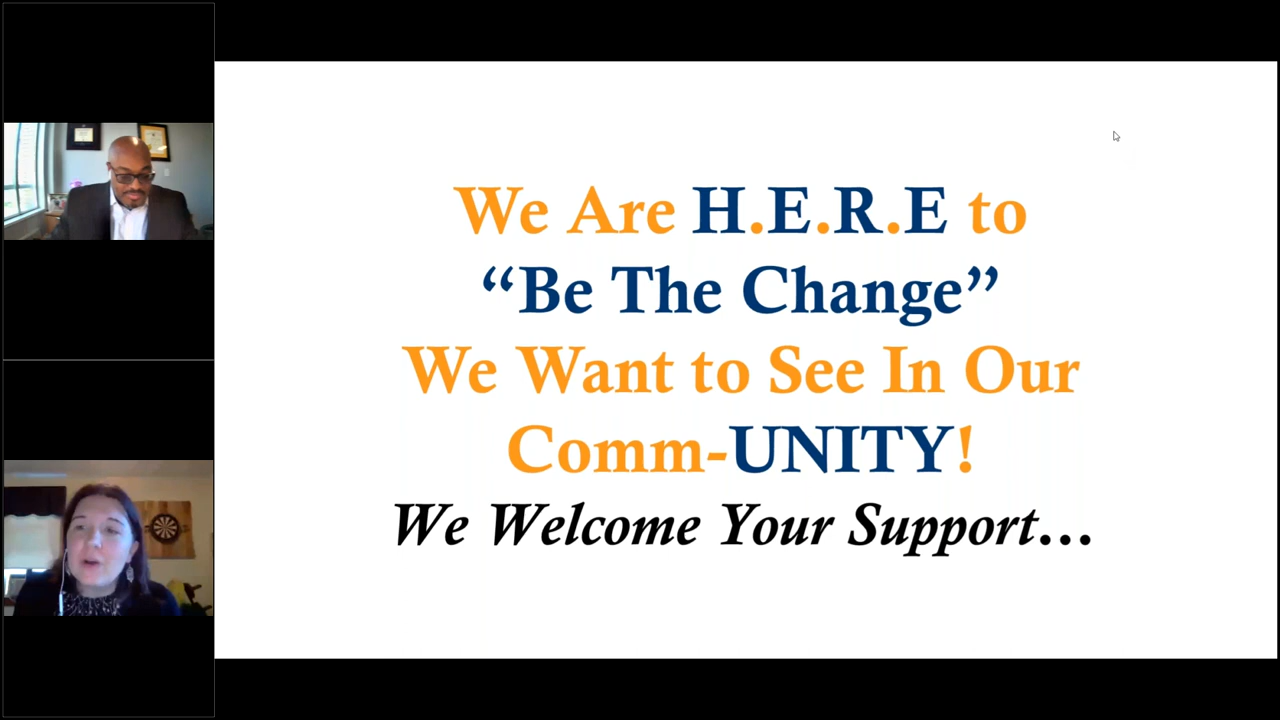 We Are H.E.R.E to
“Be The Change”
We Want to See In Our
Comm-UNITY!
We Welcome Your Support...